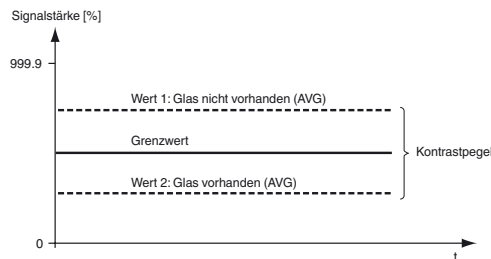 Signalstärke [%]
999.9
Wert 1: Glas nicht vorhanden (AVG)
Grenzwert
Kontrastpegel
Wert 2: Glas vorhanden (AVG)
0
t